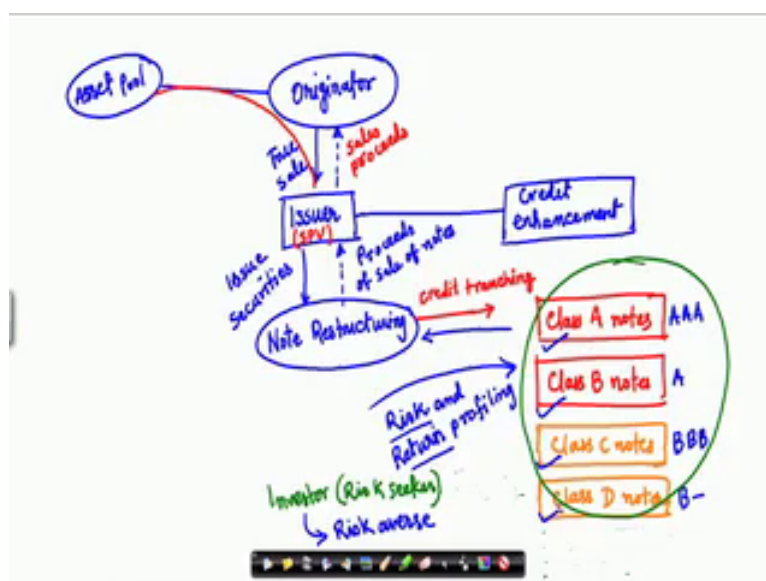 Asset Pool
Originator
True
sale
sales
proceeds
Issuer
(SPV)
Credit
enhancement
Issue
securities
Proceeds
of sale of notes
credit tranching
Note Restructuring
Class A notes AAA
Class B notes A
Class C notes BBB
Class D notes B-
Risk and
Return profiling
Investor (Risk seeker)
Risk averse